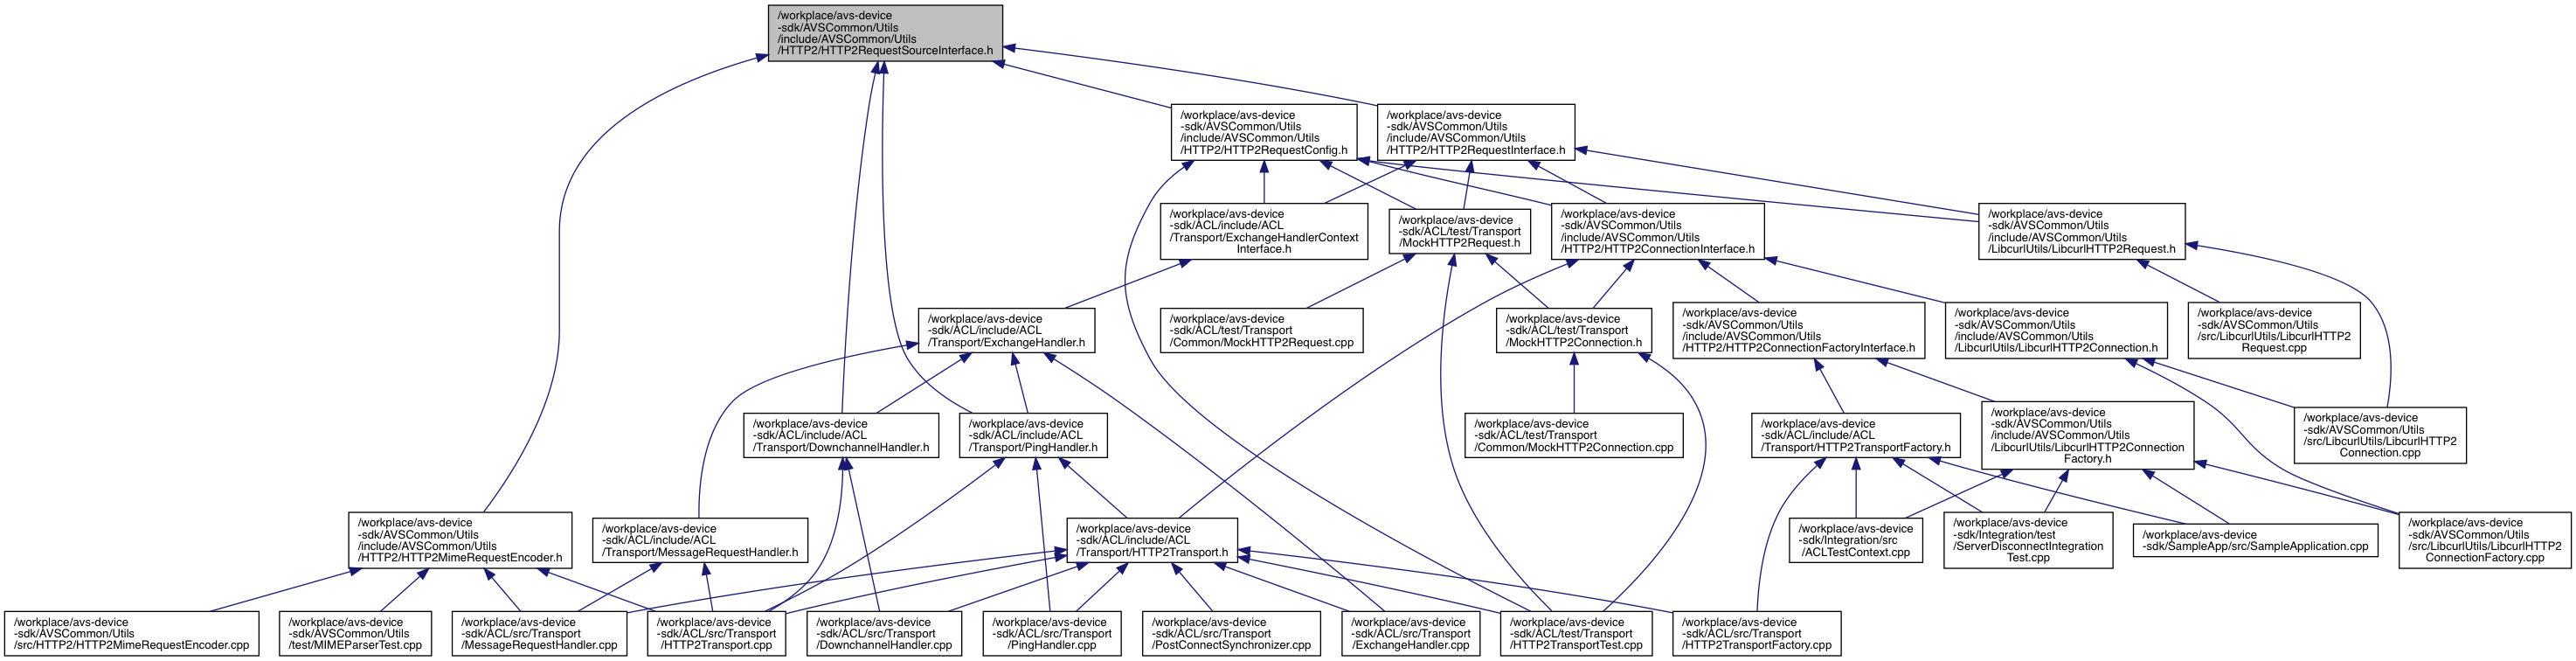 /workplace/avs-device
-sdk/AVSCommon/Utils
/include/AVSCommon/Utils
/HTTP2/HTTP2RequestSourceInterface.h
/workplace/avs-device
-sdk/AVSCommon/Utils
/include/AVSCommon/Utils
/HTTP2/HTTP2RequestConfig.h
/workplace/avs-device
-sdk/AVSCommon/Utils
/include/AVSCommon/Utils
/HTTP2/HTTP2RequestInterface.h
/workplace/avs-device
-sdk/ACL/include/ACL
/Transport/ExchangeHandlerContext
Interface.h
/workplace/avs-device
-sdk/ACL/test/Transport
/MockHTTP2Request.h
/workplace/avs-device
-sdk/AVSCommon/Utils
/include/AVSCommon/Utils
/HTTP2/HTTP2ConnectionInterface.h
/workplace/avs-device
-sdk/AVSCommon/Utils
/include/AVSCommon/Utils
/LibcurlUtils/LibcurlHTTP2Request.h
/workplace/avs-device
-sdk/ACL/include/ACL
/Transport/ExchangeHandler.h
/workplace/avs-device
-sdk/ACL/test/Transport
/Common/MockHTTP2Request.cpp
/workplace/avs-device
-sdk/ACL/test/Transport
/MockHTTP2Connection.h
/workplace/avs-device
-sdk/AVSCommon/Utils
/include/AVSCommon/Utils
/HTTP2/HTTP2ConnectionFactoryInterface.h
/workplace/avs-device
-sdk/AVSCommon/Utils
/include/AVSCommon/Utils
/LibcurlUtils/LibcurlHTTP2Connection.h
/workplace/avs-device
-sdk/AVSCommon/Utils
/src/LibcurlUtils/LibcurlHTTP2
Request.cpp
/workplace/avs-device
-sdk/ACL/include/ACL
/Transport/DownchannelHandler.h
/workplace/avs-device
-sdk/ACL/include/ACL
/Transport/PingHandler.h
/workplace/avs-device
-sdk/ACL/test/Transport
/Common/MockHTTP2Connection.cpp
/workplace/avs-device
-sdk/ACL/include/ACL
/Transport/HTTP2TransportFactory.h
/workplace/avs-device
-sdk/AVSCommon/Utils
/include/AVSCommon/Utils
/LibcurlUtils/LibcurlHTTP2Connection
Factory.h
/workplace/avs-device
-sdk/AVSCommon/Utils
/src/LibcurlUtils/LibcurlHTTP2
Connection.cpp
/workplace/avs-device
-sdk/AVSCommon/Utils
/include/AVSCommon/Utils
/HTTP2/HTTP2MimeRequestEncoder.h
/workplace/avs-device
-sdk/ACL/include/ACL
/Transport/MessageRequestHandler.h
/workplace/avs-device
-sdk/ACL/include/ACL
/Transport/HTTP2Transport.h
/workplace/avs-device
-sdk/Integration/src
/ACLTestContext.cpp
/workplace/avs-device
-sdk/Integration/test
/ServerDisconnectIntegration
Test.cpp
/workplace/avs-device
-sdk/SampleApp/src/SampleApplication.cpp
/workplace/avs-device
-sdk/AVSCommon/Utils
/src/LibcurlUtils/LibcurlHTTP2
ConnectionFactory.cpp
/workplace/avs-device
-sdk/AVSCommon/Utils
/src/HTTP2/HTTP2MimeRequestEncoder.cpp
/workplace/avs-device
-sdk/AVSCommon/Utils
/test/MIMEParserTest.cpp
/workplace/avs-device
-sdk/ACL/src/Transport
/MessageRequestHandler.cpp
/workplace/avs-device
-sdk/ACL/src/Transport
/HTTP2Transport.cpp
/workplace/avs-device
-sdk/ACL/src/Transport
/DownchannelHandler.cpp
/workplace/avs-device
-sdk/ACL/src/Transport
/PingHandler.cpp
/workplace/avs-device
-sdk/ACL/src/Transport
/PostConnectSynchronizer.cpp
/workplace/avs-device
-sdk/ACL/src/Transport
/ExchangeHandler.cpp
/workplace/avs-device
-sdk/ACL/test/Transport
/HTTP2TransportTest.cpp
/workplace/avs-device
-sdk/ACL/src/Transport
/HTTP2TransportFactory.cpp